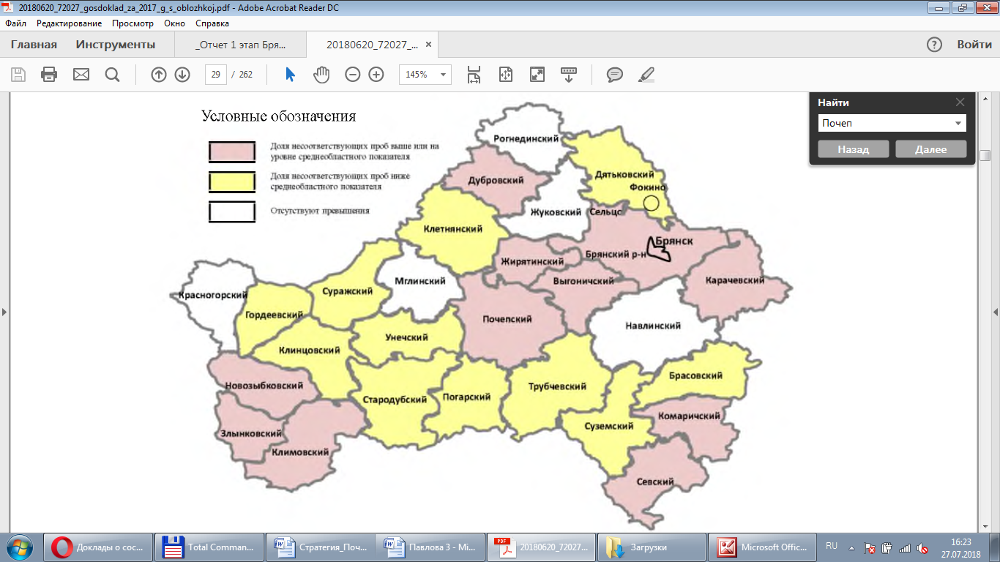 20180620_72027_gosdoklad_za_2017_g_s_oblozhkoj.pdf - Adobe Acrobat Reader DC
Файл Редактирование Просмотр Окно Справка
Главная Инструменты _Отчет 1 этап Бря... 20180620_72027_... × ? Войти
29 / 262 145%
Найти
Почеп
Назад Далее
Условные обозначения
Доля несоответствующих проб выше или на
уровне среднеобластного показателя
Доля несоответствующих проб ниже
среднеобластного показателя
Отсутствуют превышения
Рогнединский
Дятьковский
Дубровский
Фокино
Жуковский
Сельцо
Клетнянский
Брянск
Брянский р-н
Жирятинский
Мглинский
Выгоничский
Карачевский
Суражский
Красногорский
Гордеевский
Почепский
Навлинский
Унечский
Клинцовский
Брасовский
Новозыбковский
Трубчевский
Погарский
Стародубский
Комаричский
Суземский
Злынковский
Климовский
Севский
Доклады о сос... Total Comman... Стратегия_Поч... Павлова 3 - Mi... 20180620_72027... Загрузки Microsoft Offic... RU 16:23
27.07.2018